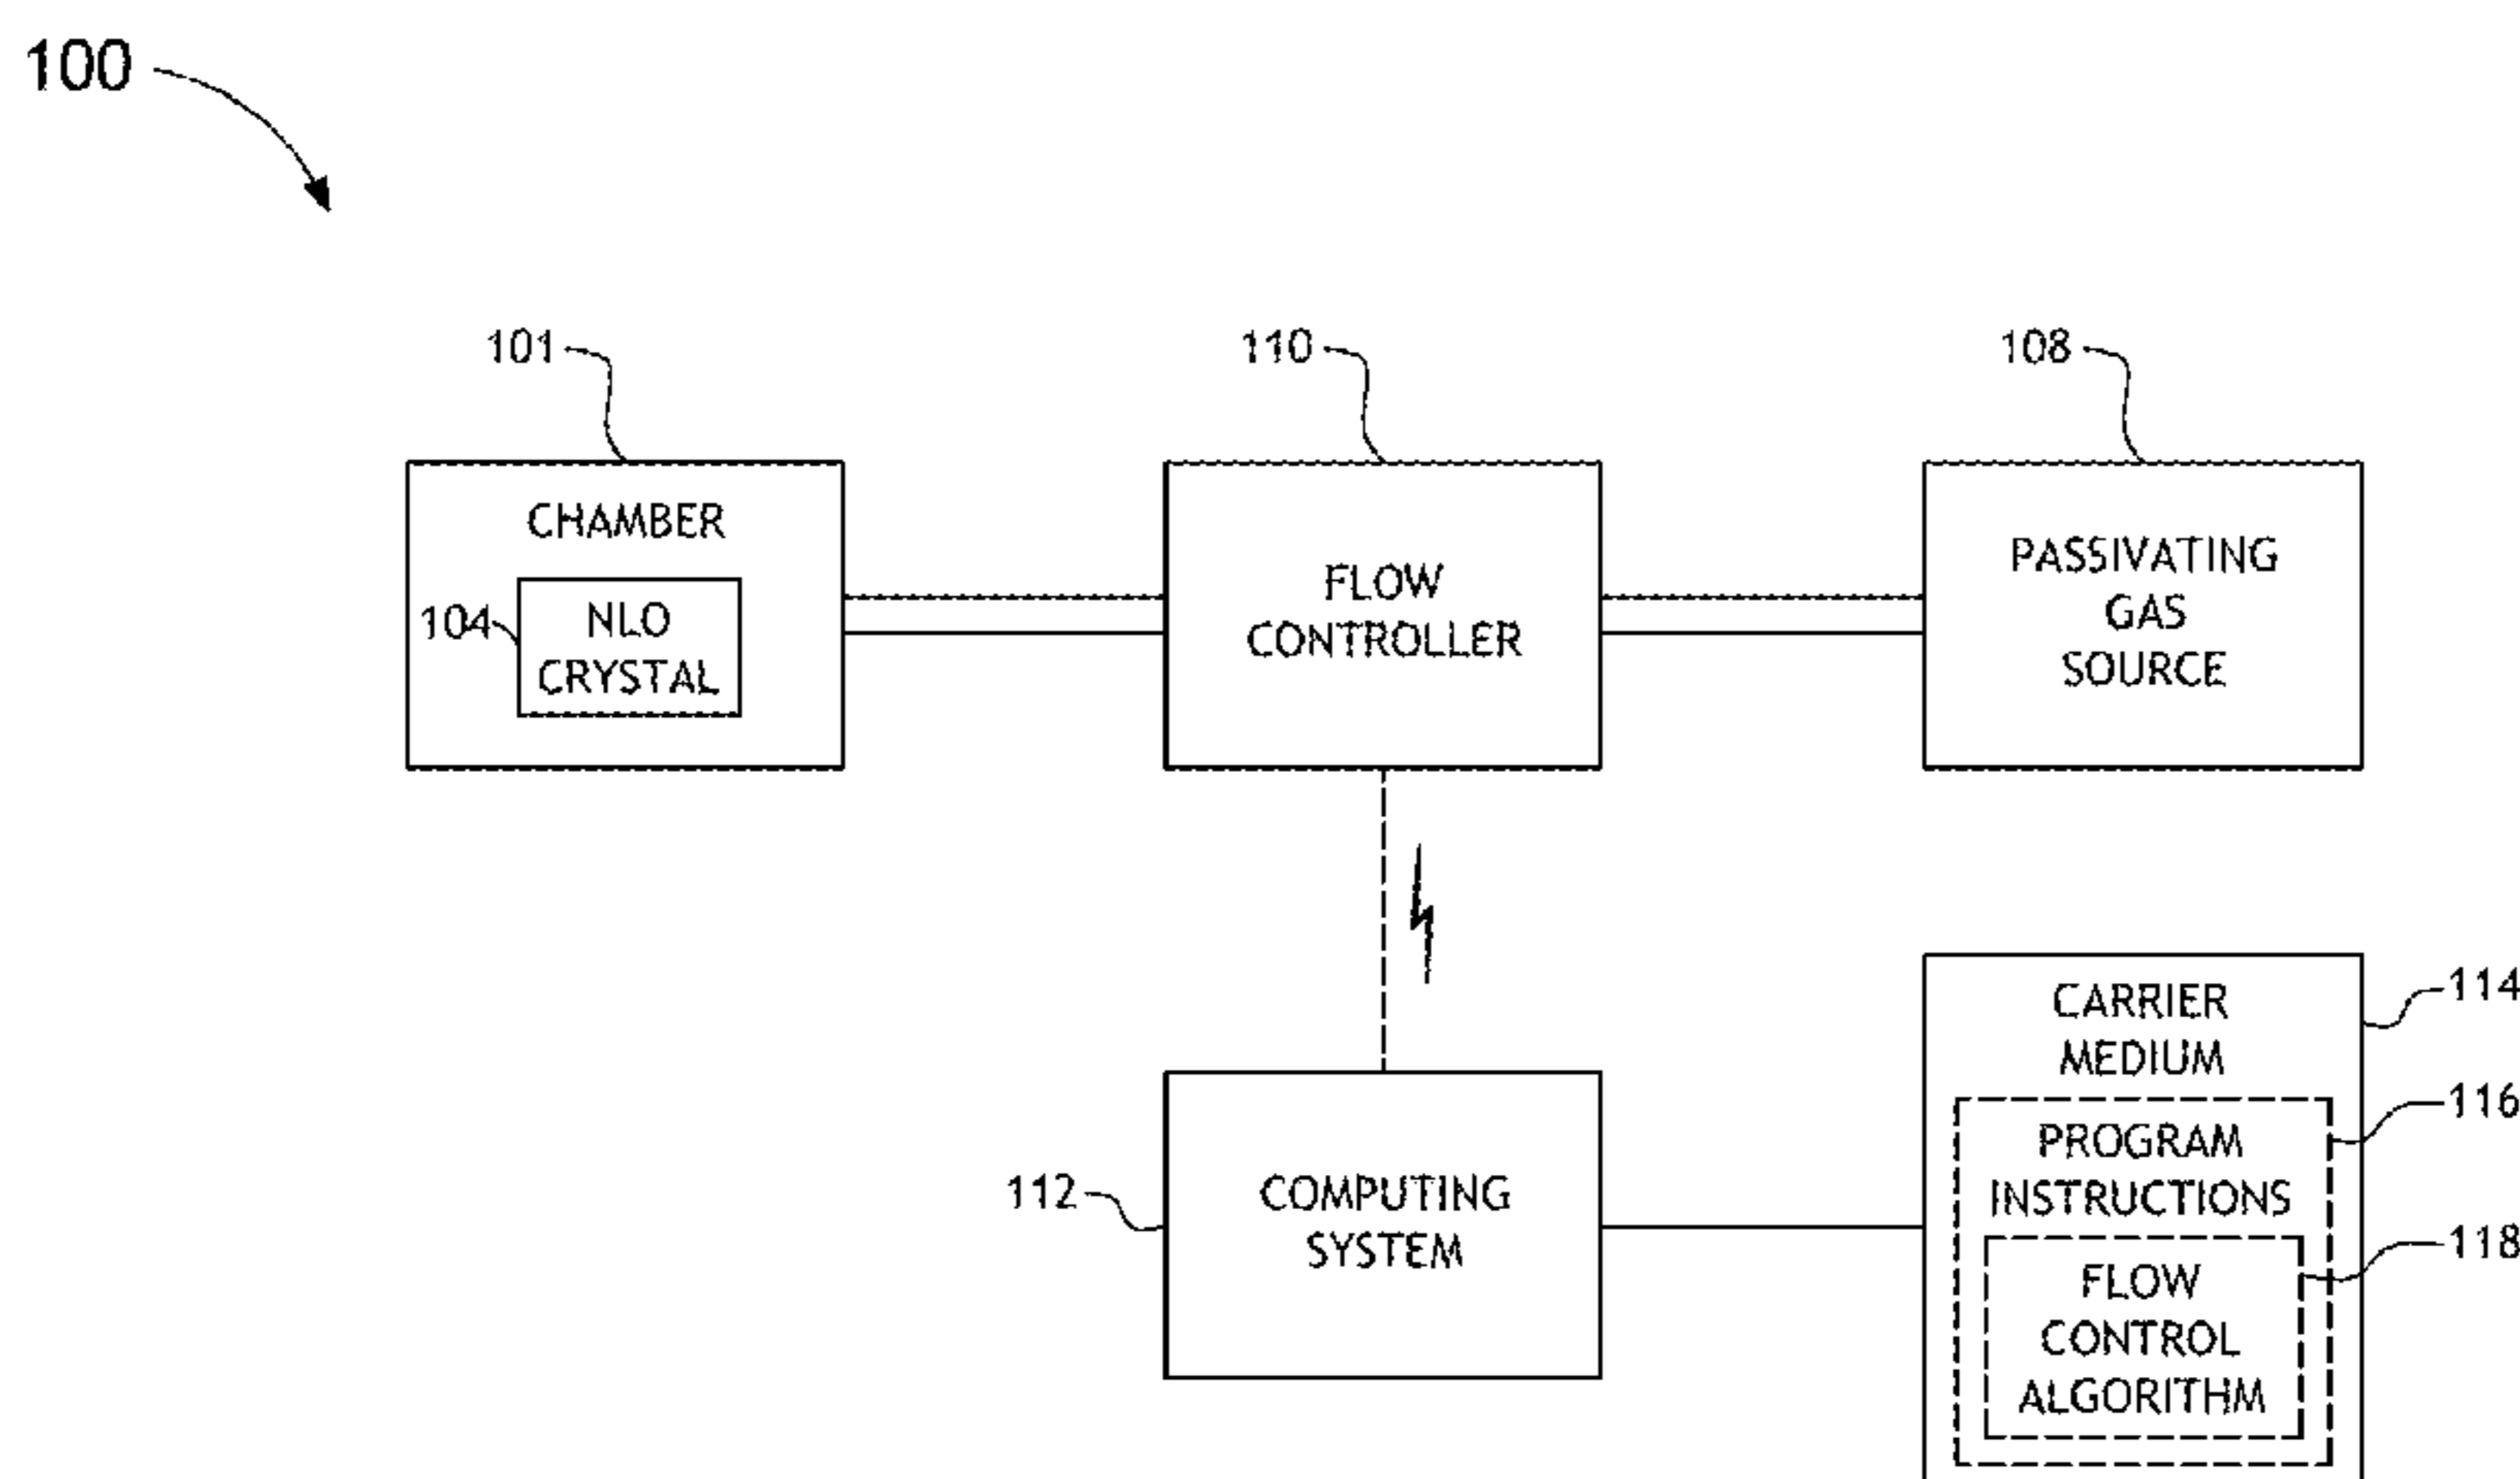 100
101
110
108
CHAMBER
104
NLO
CRYSTAL
FLOW
CONTROLLER
PASSIVATING
GAS
SOURCE
112
COMPUTING
SYSTEM
CARRIER
MEDIUM
114
116
PROGRAM
INSTRUCTIONS
118
FLOW
CONTROL
ALGORITHM